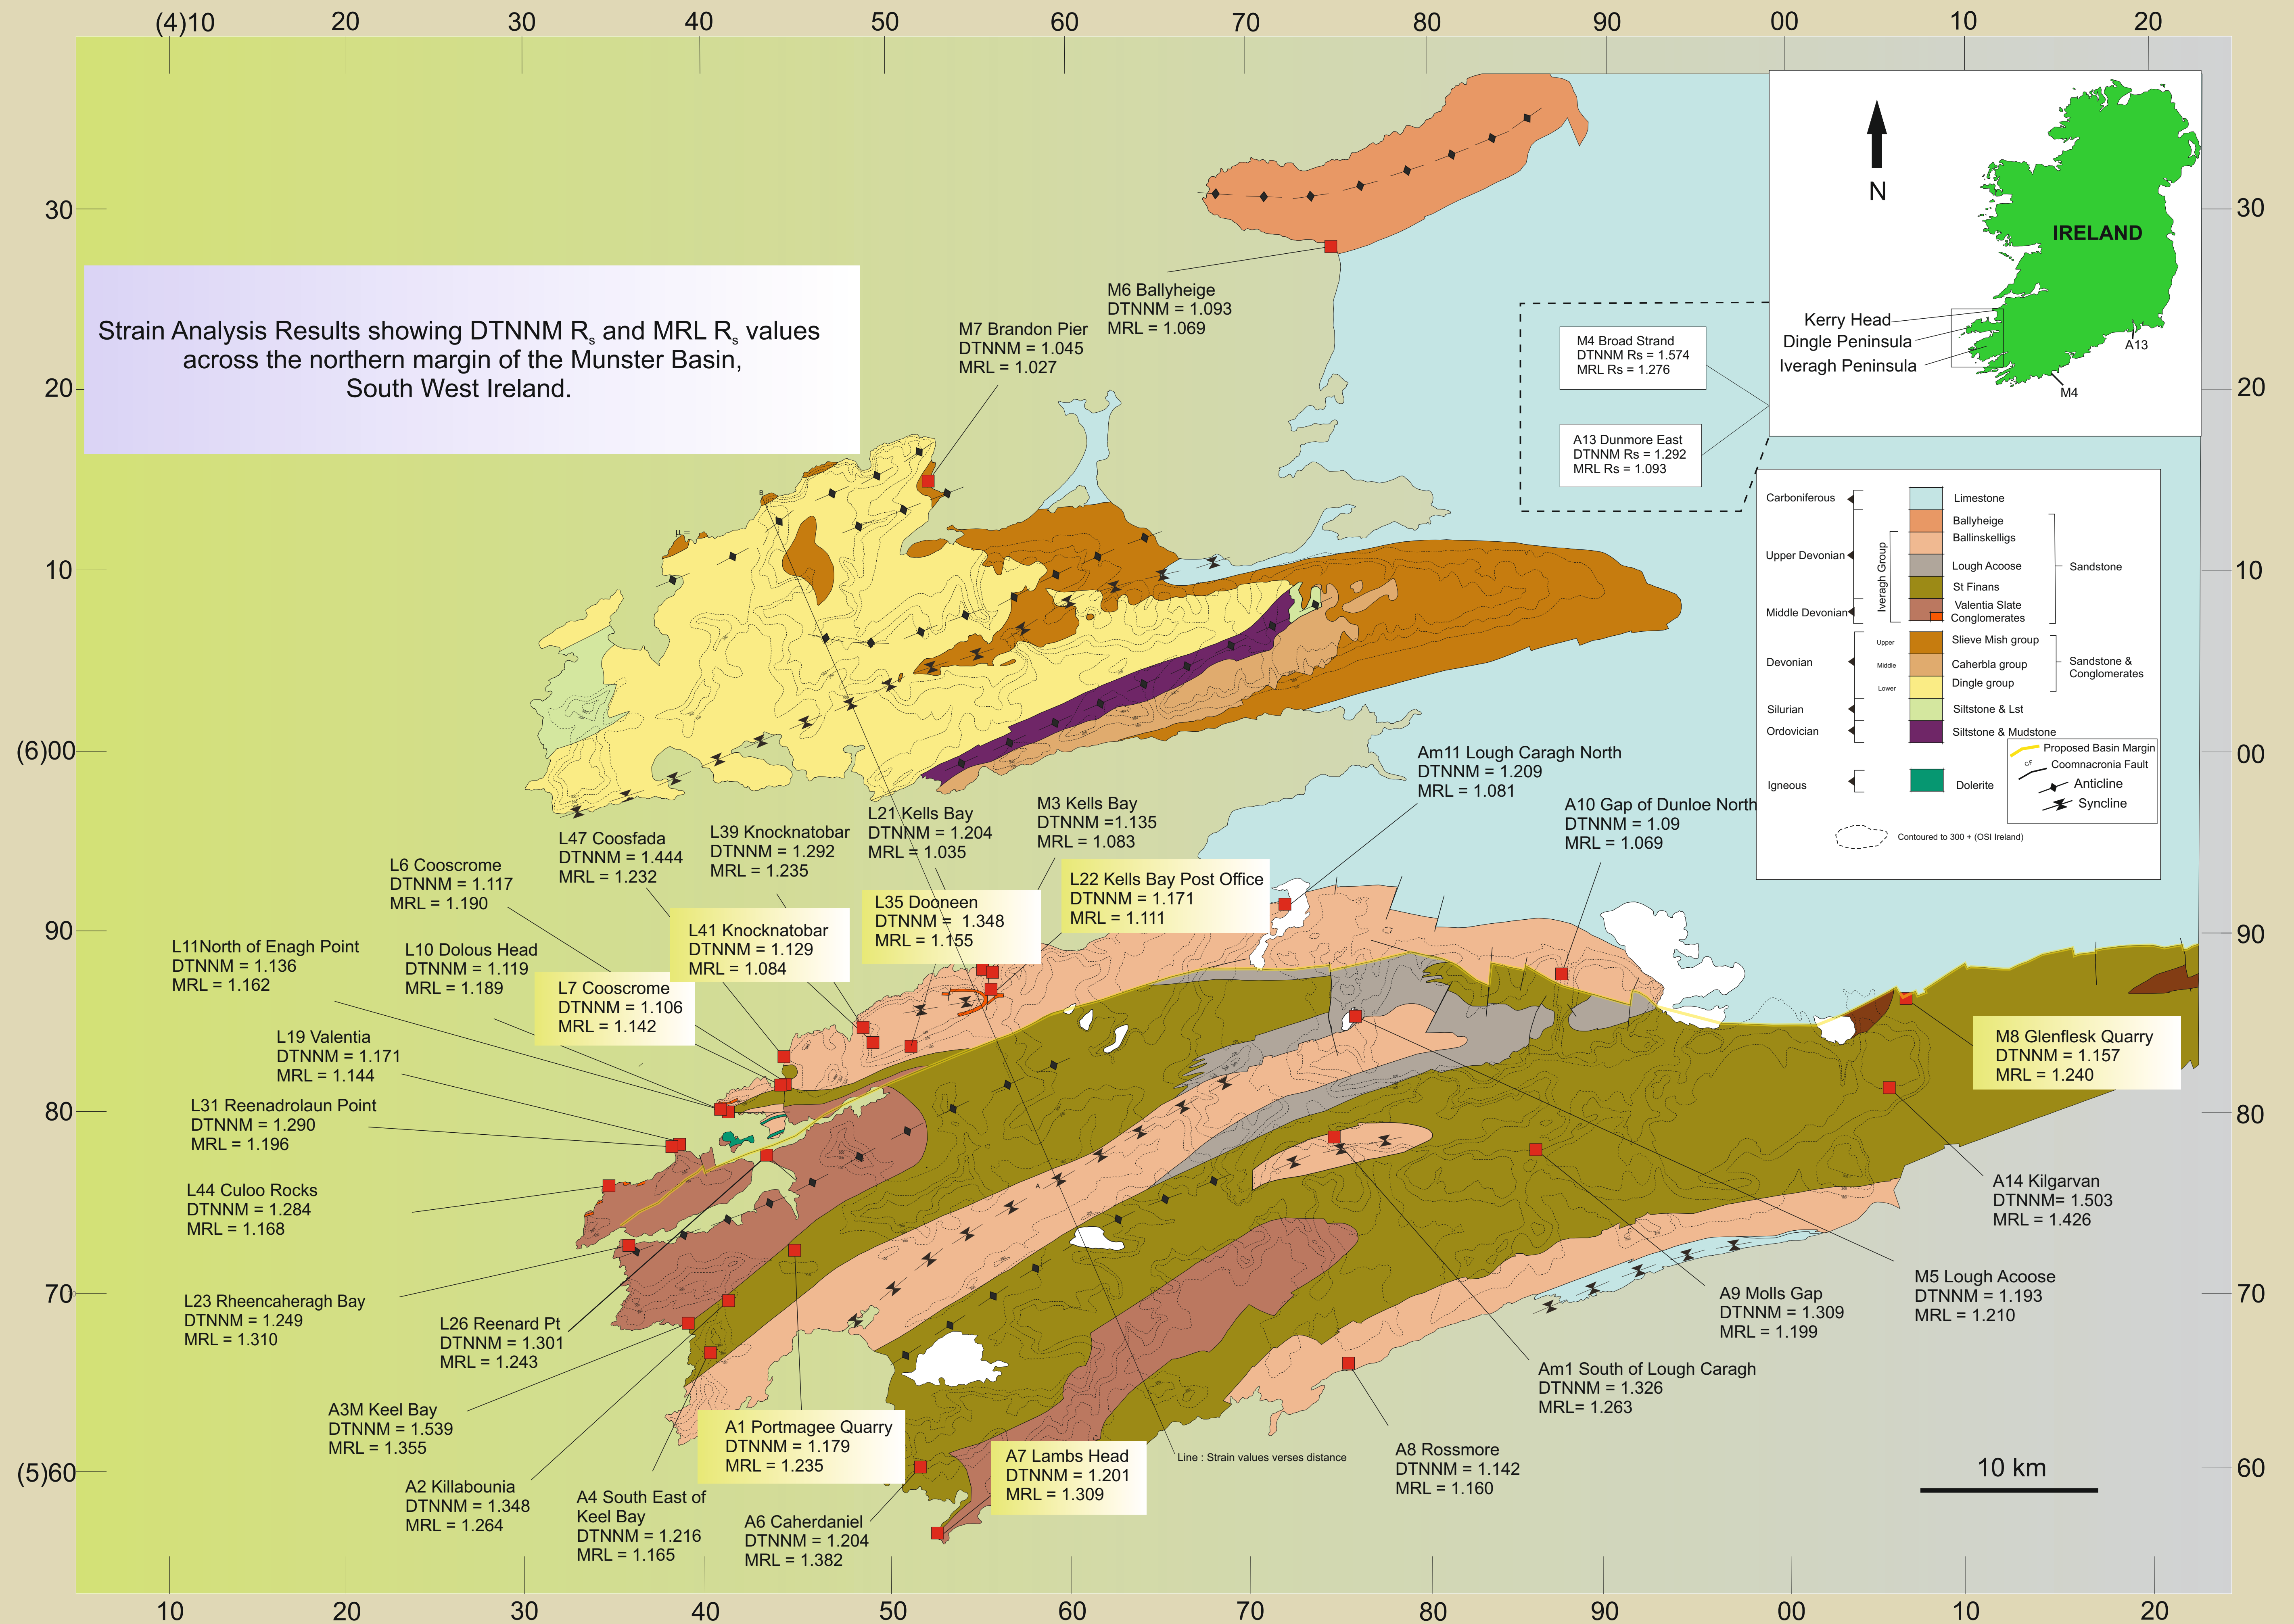 (4)10 20 30 40 50 60 70 80 90 00 10 20
30
20
10
(6)00
90
80
70
(5)60
Strain Analysis Results showing DTNNM Rs and MRL Rs values
across the northern margin of the Munster Basin,
South West Ireland.
M6 Ballyheige
DTNNM = 1.093
MRL = 1.069
M7 Brandon Pier
DTNNM = 1.045
MRL = 1.027
M4 Broad Strand
DTNNM Rs = 1.574
MRL Rs = 1.276
A13 Dunmore East
DTNNM Rs = 1.292
MRL Rs = 1.093
N
IRELAND
Kerry Head
Dingle Peninsula
Iveragh Peninsula
A13
M4
30
20
10
00
90
80
70
60
Carboniferous
Upper Devonian
Middle Devonian
Devonian
Silurian
Ordovician
Igneous
Iveragh Group
Upper
Middle
Lower
Limestone
Ballyheige
Ballinskelligs
Lough Acoose
St Finans
Valentia Slate
Conglomerates
Slieve Mish group
Caherbla group
Dingle group
Siltstone & Lst
Siltstone & Mudstone
Dolerite
Sandstone
Sandstone &
Conglomerates
Proposed Basin Margin
CF
Coomnacronia Fault
Anticline
Syncline
Contoured to 300 + (OSI Ireland)
B
μ =
A
Am11 Lough Caragh North
DTNNM = 1.209
MRL = 1.081
A10 Gap of Dunloe North
DTNNM = 1.09
MRL = 1.069
M3 Kells Bay
DTNNM =1.135
MRL = 1.083
L21 Kells Bay
DTNNM = 1.204
MRL = 1.035
L39 Knocknatobar
DTNNM = 1.292
MRL = 1.235
L47 Coosfada
DTNNM = 1.444
MRL = 1.232
L6 Cooscrome
DTNNM = 1.117
MRL = 1.190
L22 Kells Bay Post Office
DTNNM = 1.171
MRL = 1.111
L35 Dooneen
DTNNM = 1.348
MRL = 1.155
L41 Knocknatobar
DTNNM = 1.129
MRL = 1.084
L11North of Enagh Point
DTNNM = 1.136
MRL = 1.162
L10 Dolous Head
DTNNM = 1.119
MRL = 1.189
L7 Cooscrome
DTNNM = 1.106
MRL = 1.142
L19 Valentia
DTNNM = 1.171
MRL = 1.144
L31 Reenadrolaun Point
DTNNM = 1.290
MRL = 1.196
L44 Culoo Rocks
DTNNM = 1.284
MRL = 1.168
L23 Rheencaheragh Bay
DTNNM = 1.249
MRL = 1.310
L26 Reenard Pt
DTNNM = 1.301
MRL = 1.243
A3M Keel Bay
DTNNM = 1.539
MRL = 1.355
A2 Killabounia
DTNNM = 1.348
MRL = 1.264
A4 South East of
Keel Bay
DTNNM = 1.216
MRL = 1.165
A1 Portmagee Quarry
DTNNM = 1.179
MRL = 1.235
A6 Caherdaniel
DTNNM = 1.204
MRL = 1.382
A7 Lambs Head
DTNNM = 1.201
MRL = 1.309
Line : Strain values verses distance
A8 Rossmore
DTNNM = 1.142
MRL = 1.160
Am1 South of Lough Caragh
DTNNM = 1.326
MRL= 1.263
A9 Molls Gap
DTNNM = 1.309
MRL = 1.199
M5 Lough Acoose
DTNNM = 1.193
MRL = 1.210
A14 Kilgarvan
DTNNM= 1.503
MRL = 1.426
M8 Glenflesk Quarry
DTNNM = 1.157
MRL = 1.240
10 km
10 20 30 40 50 60 70 80 90 00 10 20